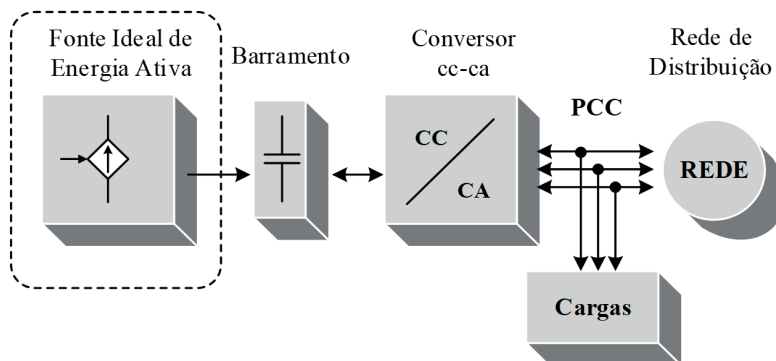 Fonte Ideal de
Energia Ativa
Barramento
Conversor
cc-ca
Rede de
Distribuição
PCC
CC
CA
REDE
Cargas